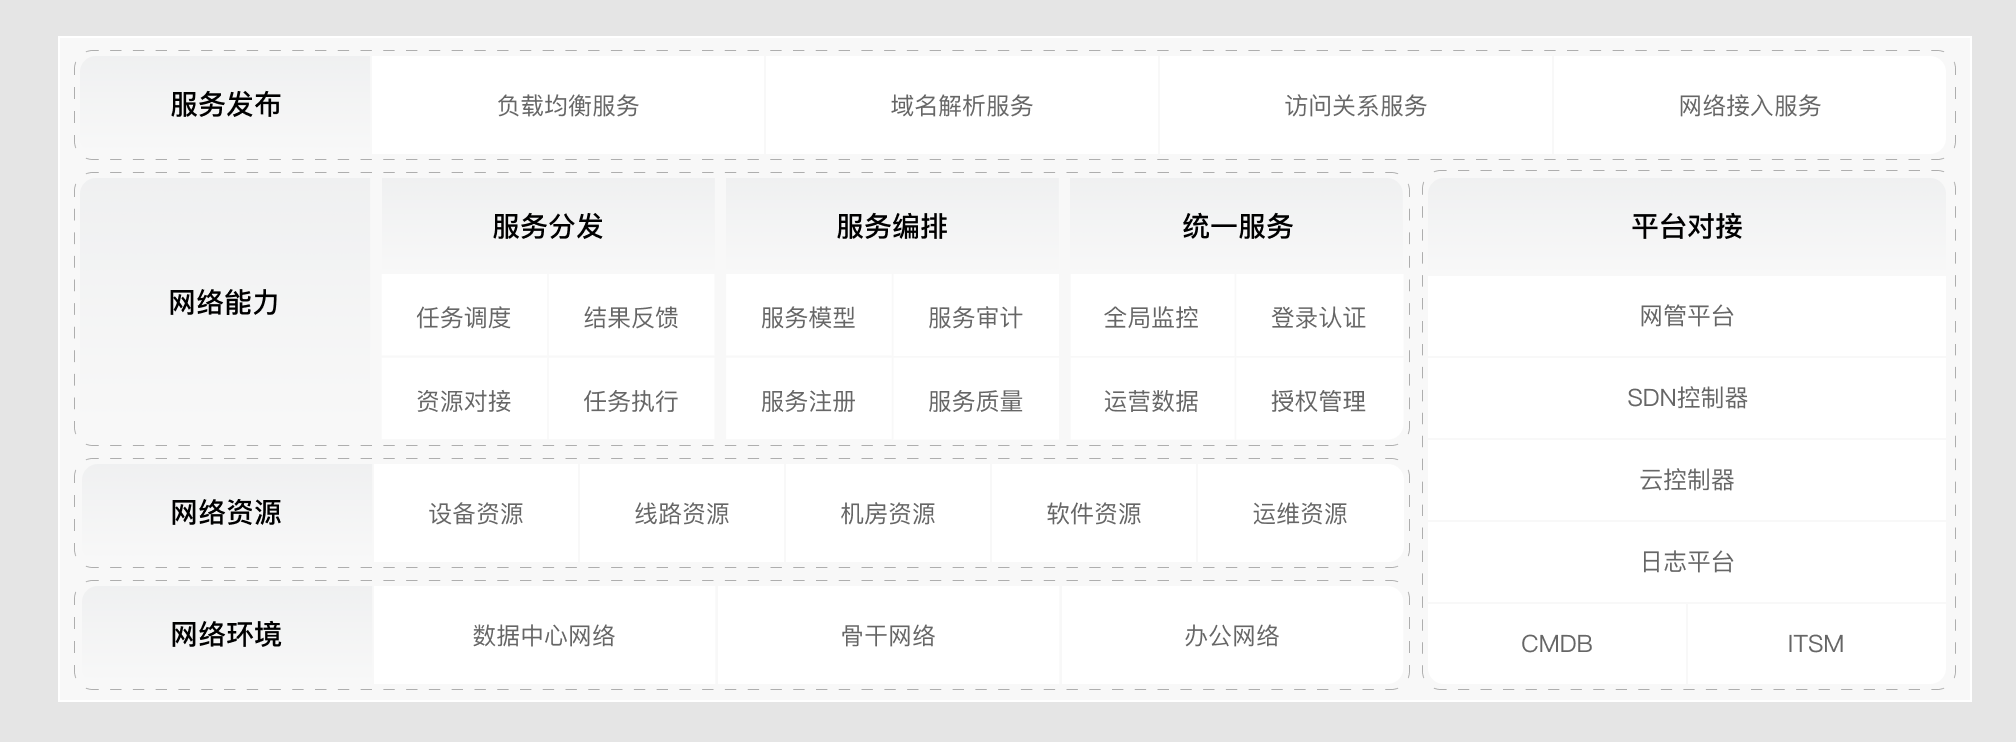 服务发布
负载均衡服务
域名解析服务
访问关系服务
网络接入服务
网络能力
服务分发
任务调度
结果反馈
资源对接
任务执行
服务编排
服务模型
服务审计
服务注册
服务质量
统一服务
全局监控
登录认证
运营数据
授权管理
网络资源
设备资源
线路资源
机房资源
软件资源
运维资源
网络环境
数据中心网络
骨干网络
办公网络
平台对接
网管平台
SDN控制器
云控制器
日志平台
CMDB
ITSM